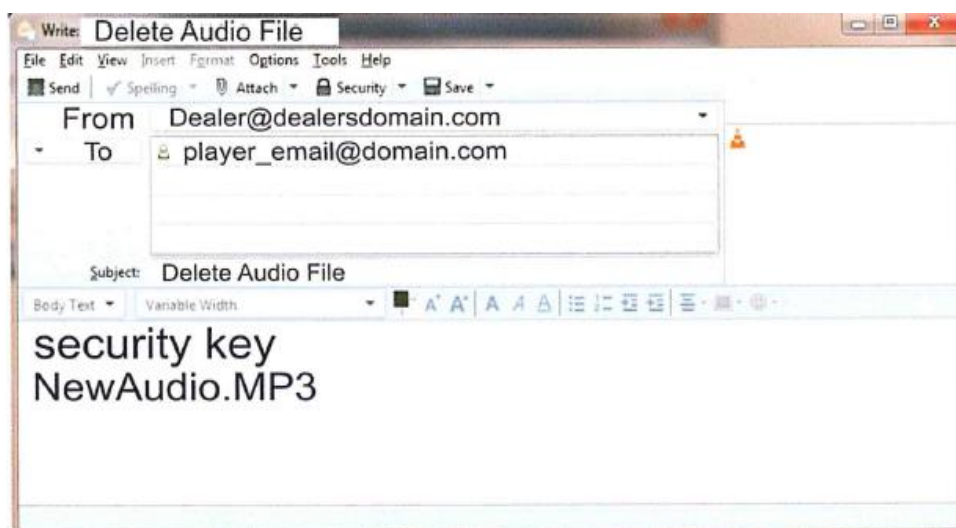 Write: Delete Audio File
File Edit View Insert Format Options Tools Help
Send Spelling Attach Security Save
From Dealer@dealersdomain.com
To player_email@domain.com
Subject: Delete Audio File
Body Text Variable Width
security key
NewAudio.MP3